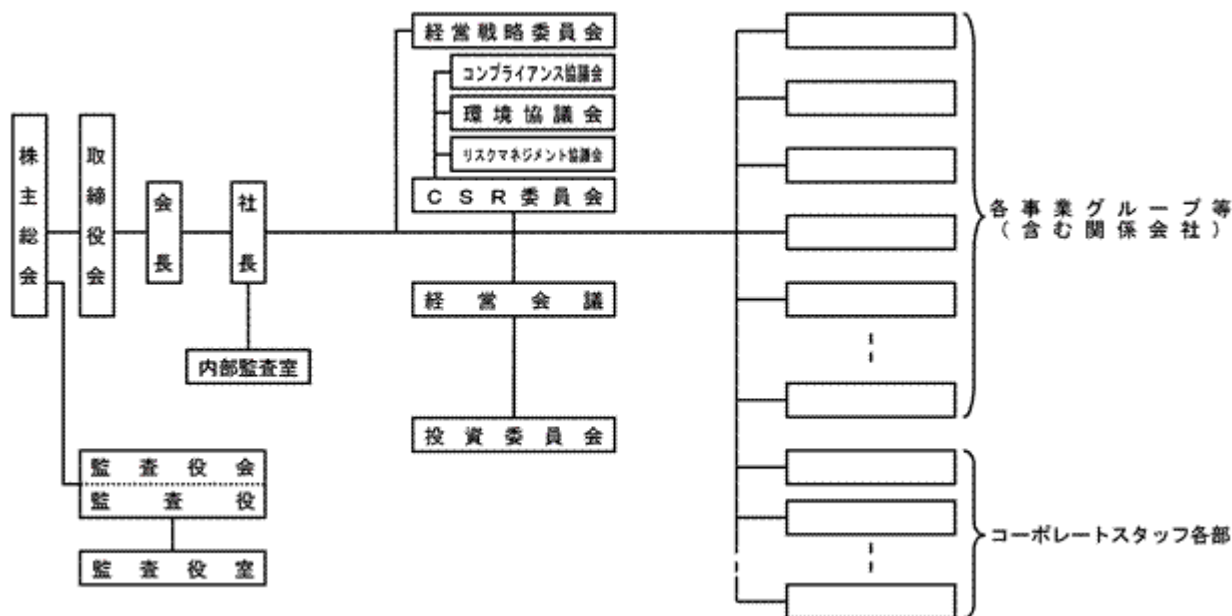 株主総会
取締役会
会長
社長
内部監査室
監査役会
監査役
監査役室
経営戦略委員会
コンプライアンス協議会
環境協議会
リスクマネジメント協議会
CSR委員会
経営会議
投資委員会
各事業グループ等
(含む関係会社)
コーポレートスタッフ各部